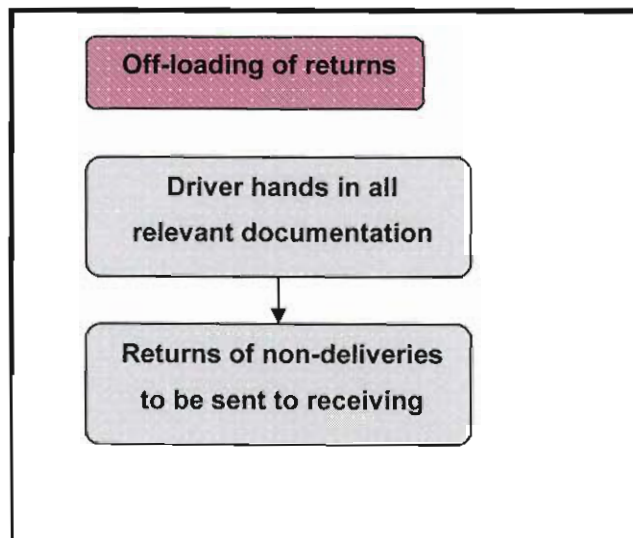 Off-loading of returns
Driver hands in all
relevant documentation
Returns of non-deliveries
to be sent to receiving